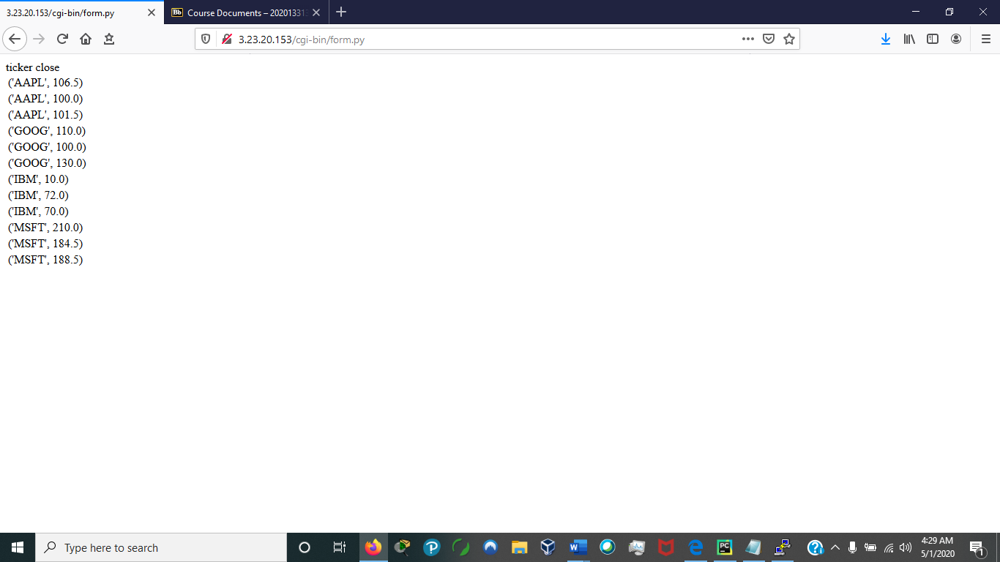 3.23.20.153/cgi-bin/form.py
Bb Course Documents – 20201331
3.23.20.153/cgi-bin/form.py
ticker close
('AAPL', 106.5)
('AAPL', 100.0)
('AAPL', 101.5)
('GOOG', 110.0)
('GOOG', 100.0)
('GOOG', 130.0)
('IBM', 10.0)
('IBM', 72.0)
('IBM', 70.0)
('MSFT', 210.0)
('MSFT', 184.5)
('MSFT', 188.5)
Type here to search
4:29 AM
5/1/2020